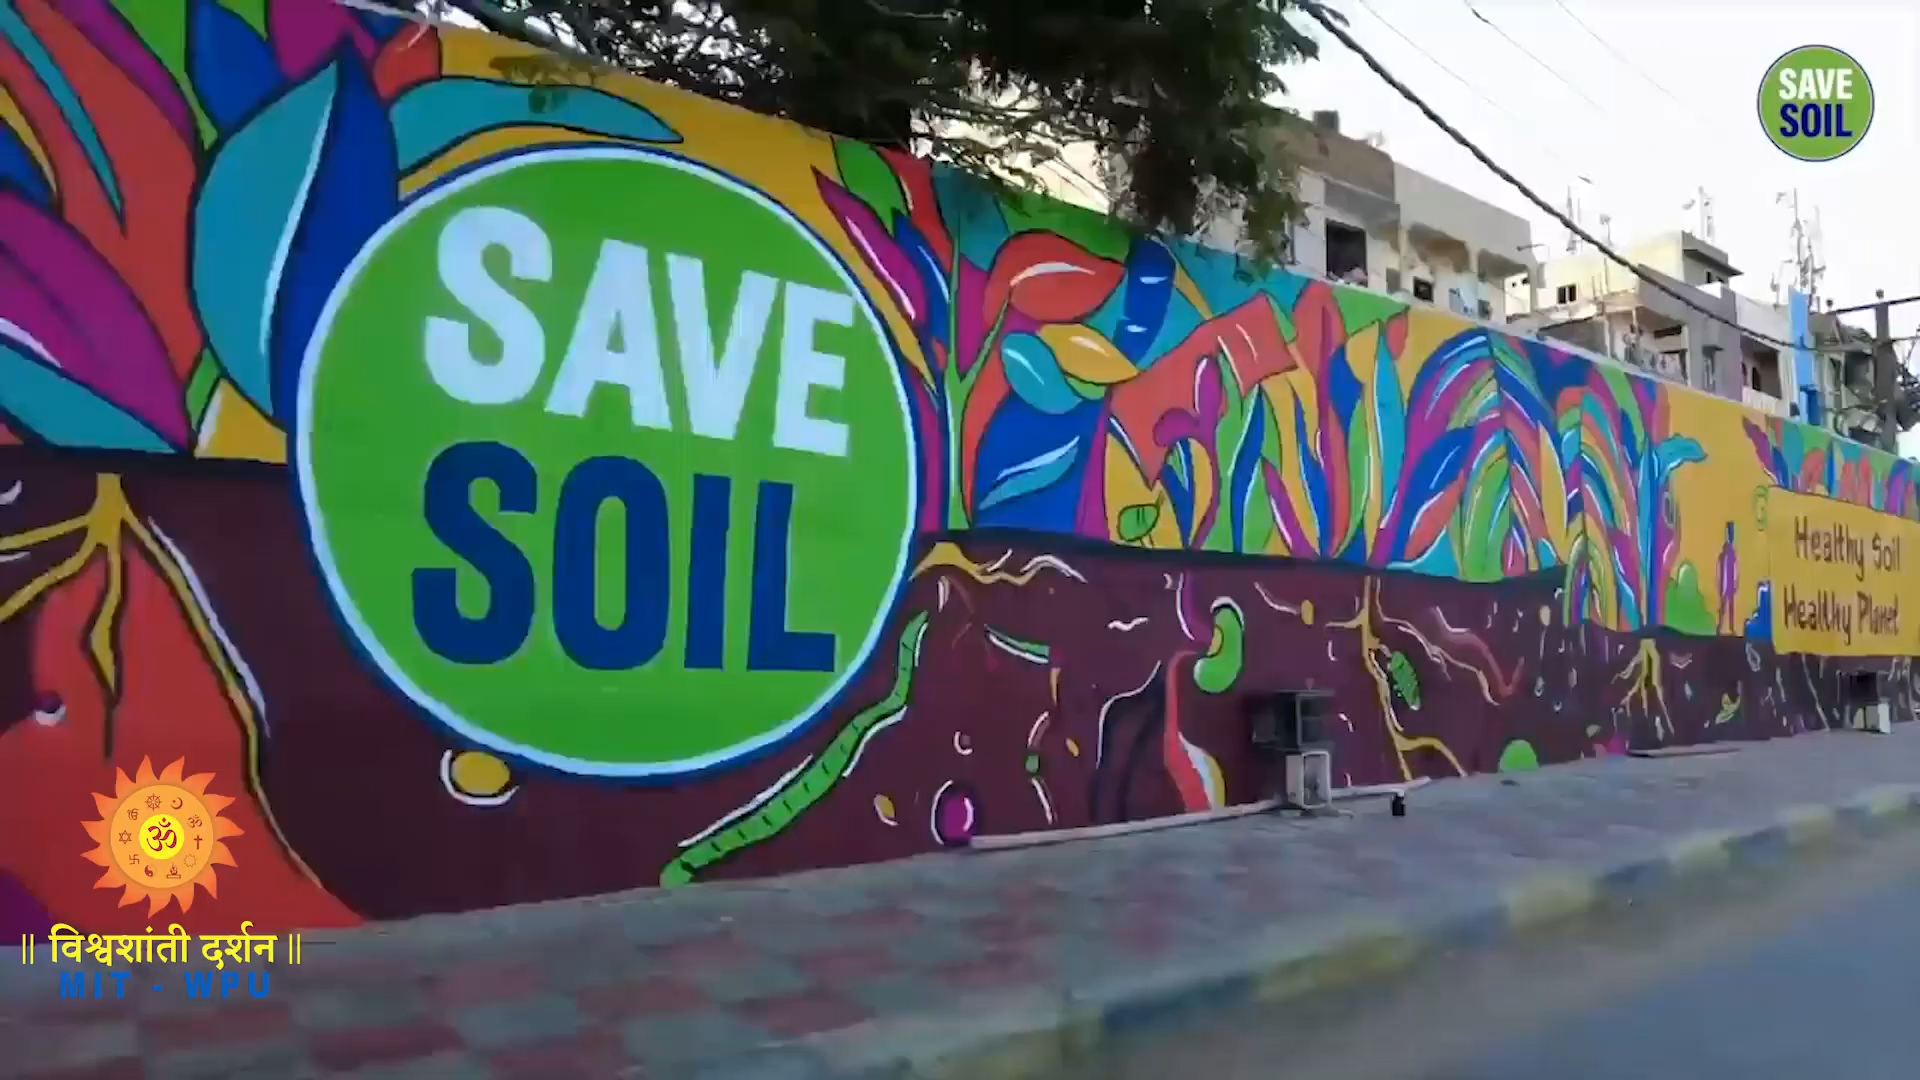 SAVE
SOIL
SAVE
SOIL
Healthy Soil
Healthy Planet
॥ विश्वशांती दर्शन ॥
MIT - WPU